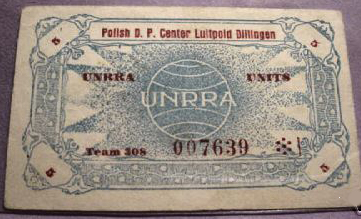 Polish D. P. Center Luitpold Dillingen
5 5
UNRRA UNITS
UNRRA
Team 308 007639
5 5